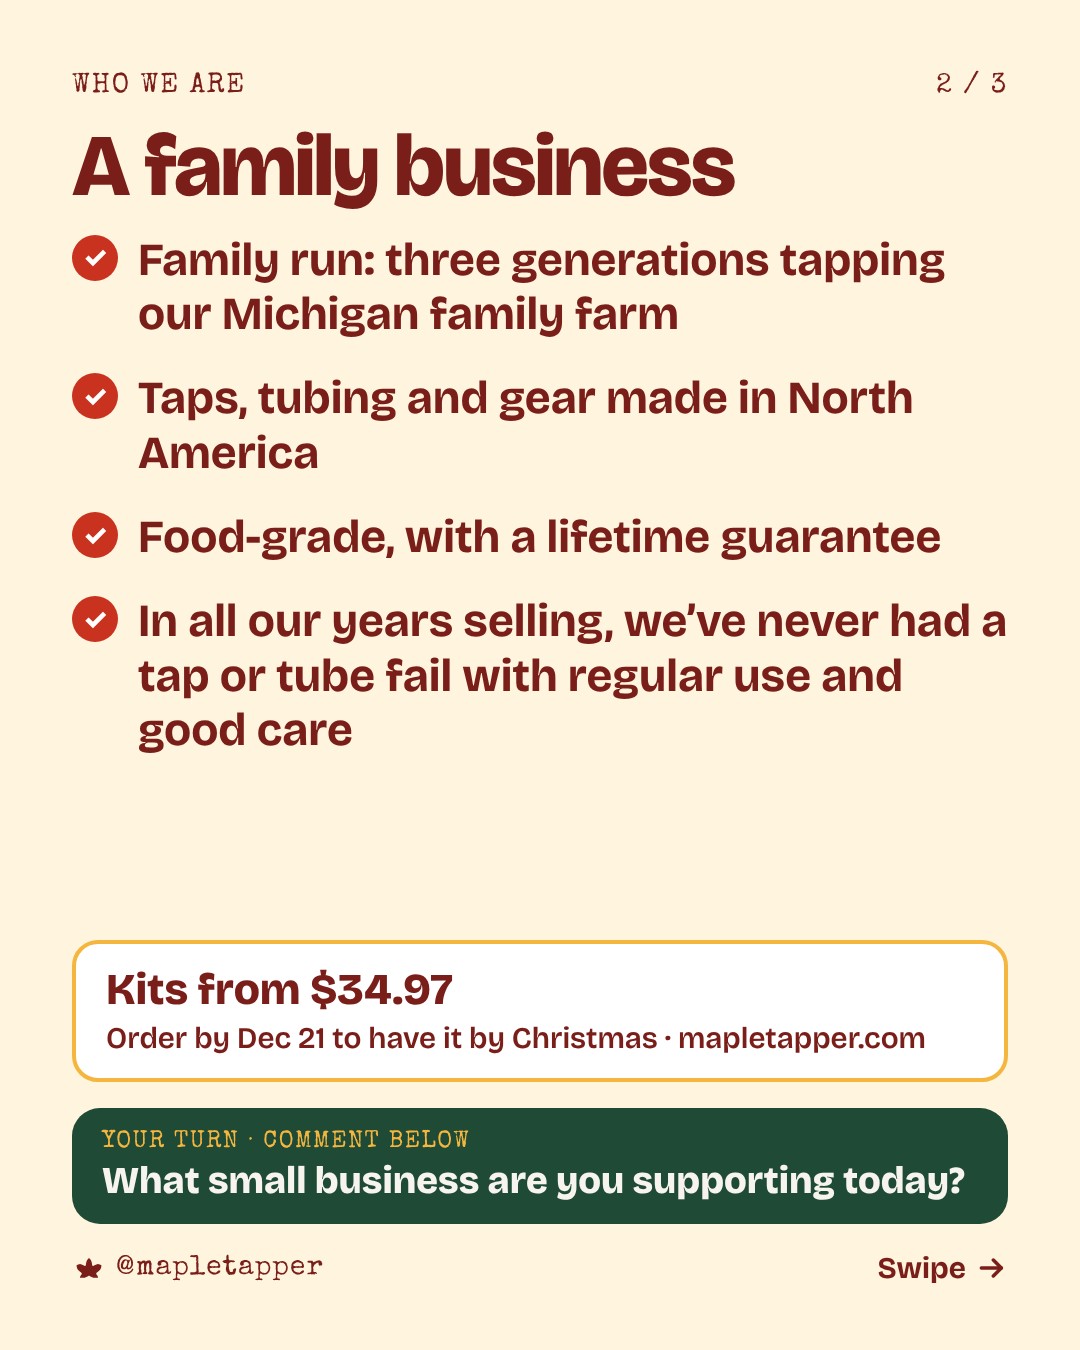 WHO WE ARE
2 / 3
A family business
Family run: three generations tapping
our Michigan family farm
Taps, tubing and gear made in North
America
Food-grade, with a lifetime guarantee
In all our years selling, we’ve never had a
tap or tube fail with regular use and
good care
Kits from $34.97
Order by Dec 21 to have it by Christmas · mapletapper.com
YOUR TURN · COMMENT BELOW
What small business are you supporting today?
@mapletapper
Swipe →